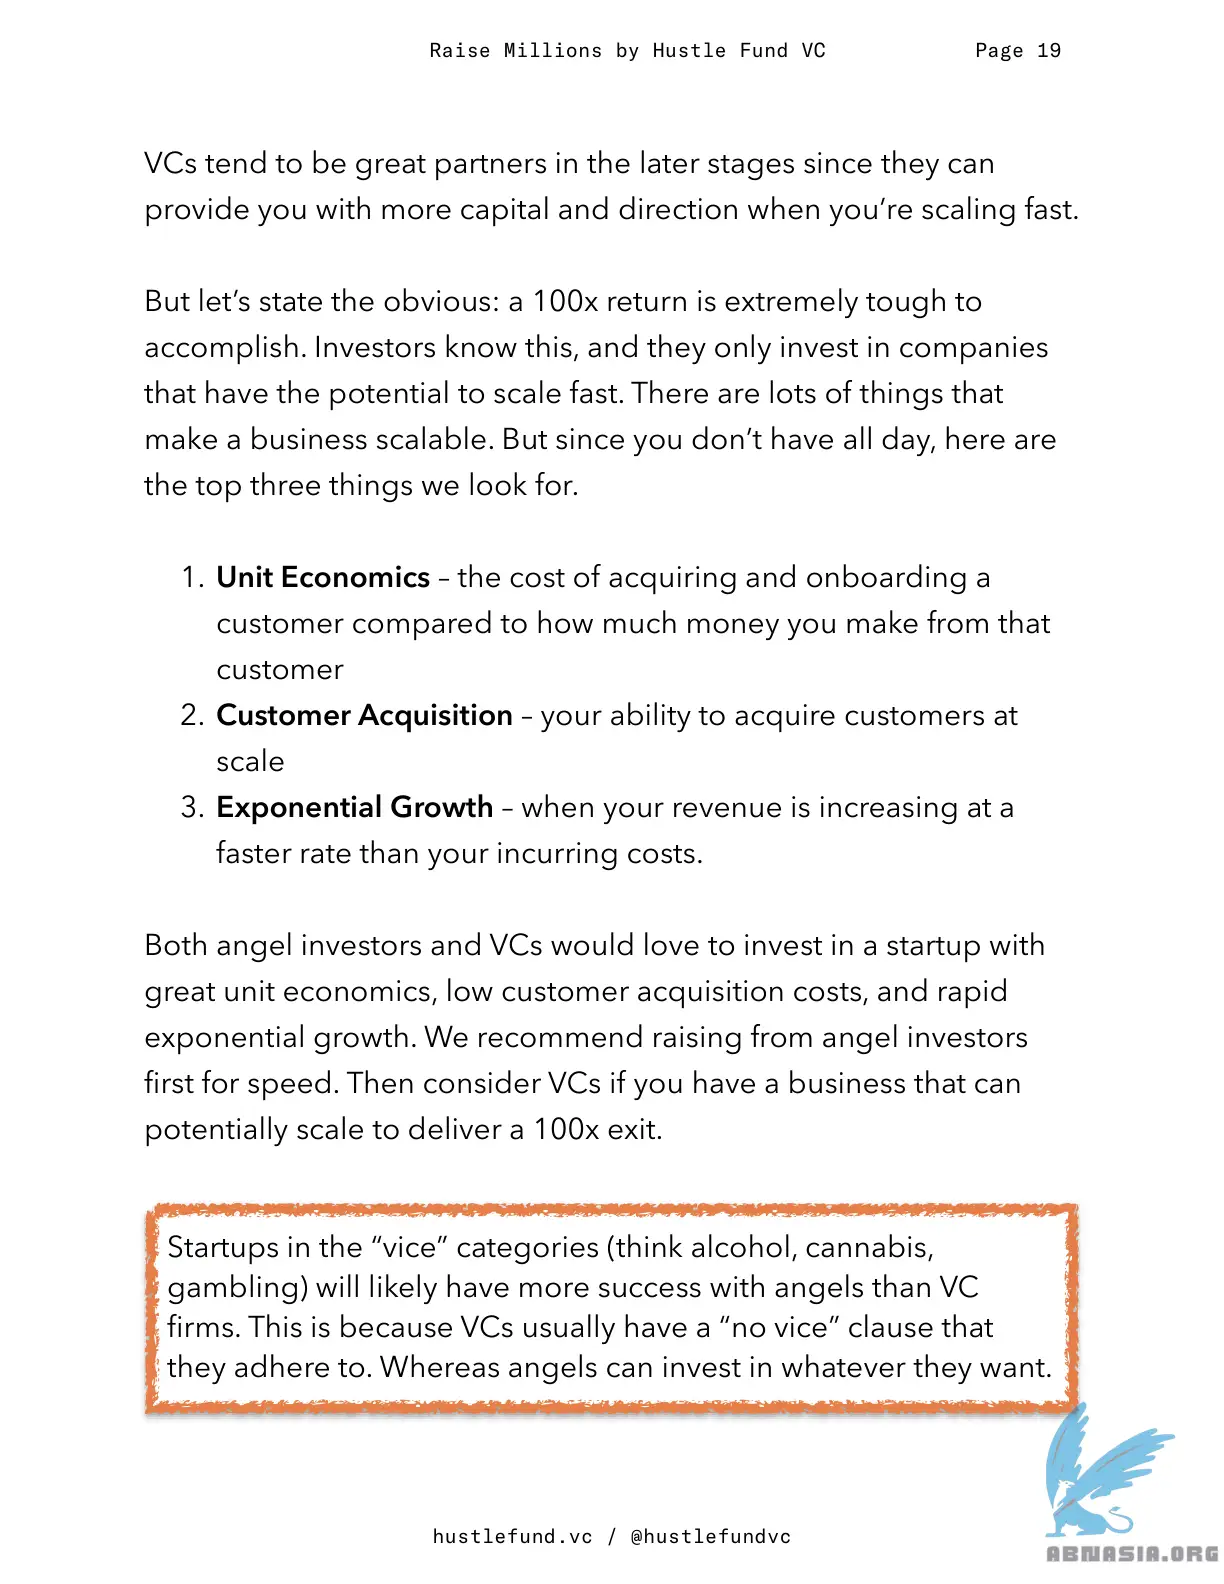 Raise Millions by Hustle Fund VC Page 19
VCs tend to be great partners in the later stages since they can
provide you with more capital and direction when you’re scaling fast.
But let’s state the obvious: a 100x return is extremely tough to
accomplish. Investors know this, and they only invest in companies
that have the potential to scale fast. There are lots of things that
make a business scalable. But since you don’t have all day, here are
the top three things we look for.
1. Unit Economics – the cost of acquiring and onboarding a
customer compared to how much money you make from that
customer
2. Customer Acquisition – your ability to acquire customers at
scale
3. Exponential Growth – when your revenue is increasing at a
faster rate than your incurring costs.
Both angel investors and VCs would love to invest in a startup with
great unit economics, low customer acquisition costs, and rapid
exponential growth. We recommend raising from angel investors
first for speed. Then consider VCs if you have a business that can
potentially scale to deliver a 100x exit.
Startups in the “vice” categories (think alcohol, cannabis,
gambling) will likely have more success with angels than VC
firms. This is because VCs usually have a “no vice” clause that
they adhere to. Whereas angels can invest in whatever they want.
hustlefund.vc / @hustlefundvc
ABNASIA.ORG